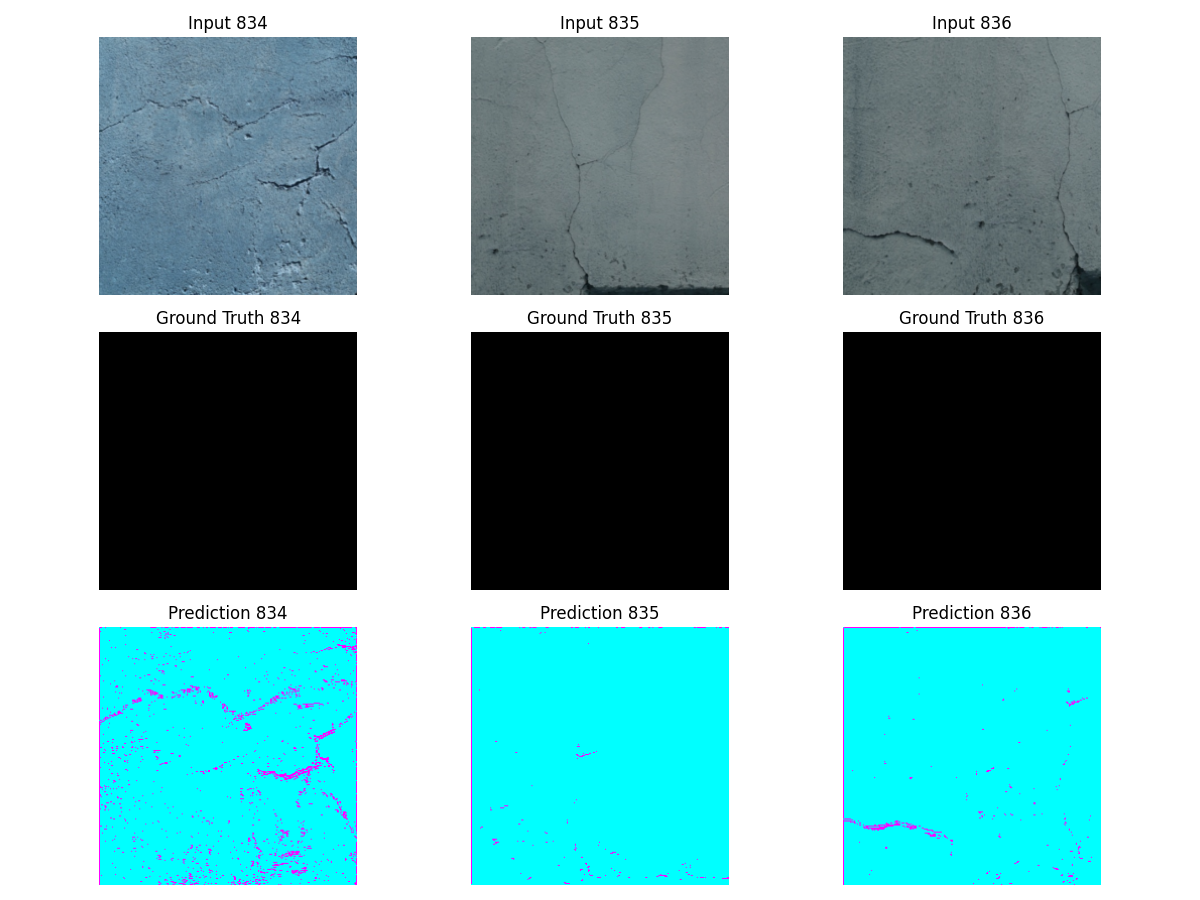 Input 834
Input 835
Input 836
Ground Truth 834
Ground Truth 835
Ground Truth 836
Prediction 834
Prediction 835
Prediction 836